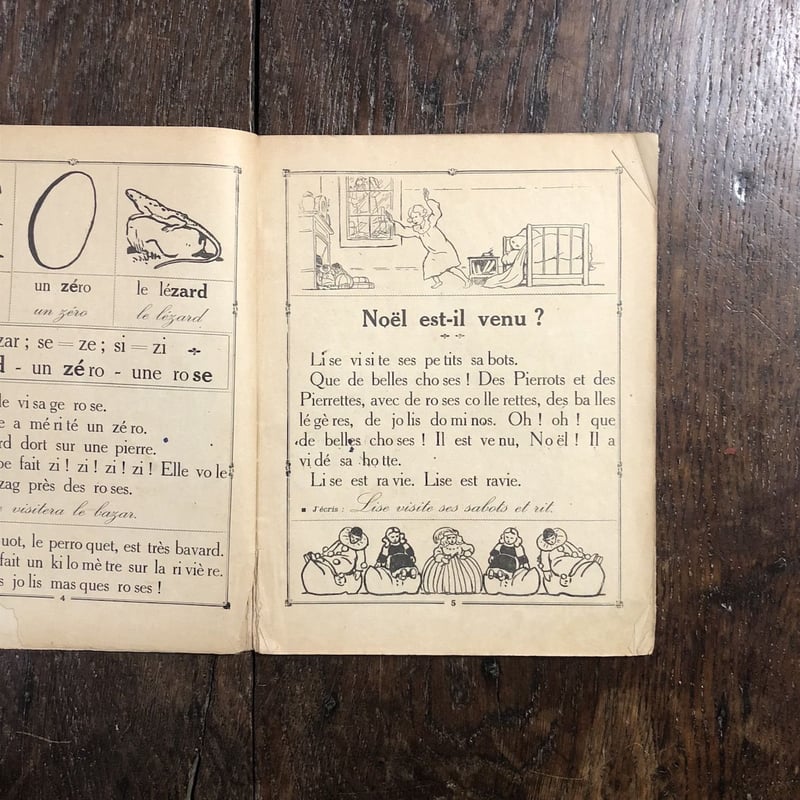 un zéro
le lézard
un zéro
le lézard
zar ; se = ze ; si = zi
- un zé ro - une ro se
le vi sa ge ro se.
a mé ri té un zé ro.
dort sur une pierre.
fait zi ! zi ! zi ! zi ! Elle vo le
zag près des ro ses.
visitera le bazar.
le perro quet, est très bavard.
fait un ki lo mè tre sur la ri viè re.
jo lis mas ques ro ses !
4
Noël est-il venu ?
Li se vi si te ses pe tits sa bots.
Que de belles cho ses ! Des Pierrots et des
Pierrettes, avec de ro ses co lle rettes, des ba lles
lé gè res, de jo lis do mi nos. Oh ! oh ! que
de belles cho ses ! Il est ve nu, No ël ! Il a
vi dé sa ho tte.
Li se est ra vie. Lise est ravie.
J'écris : Lise visite ses sabots et rit.
5